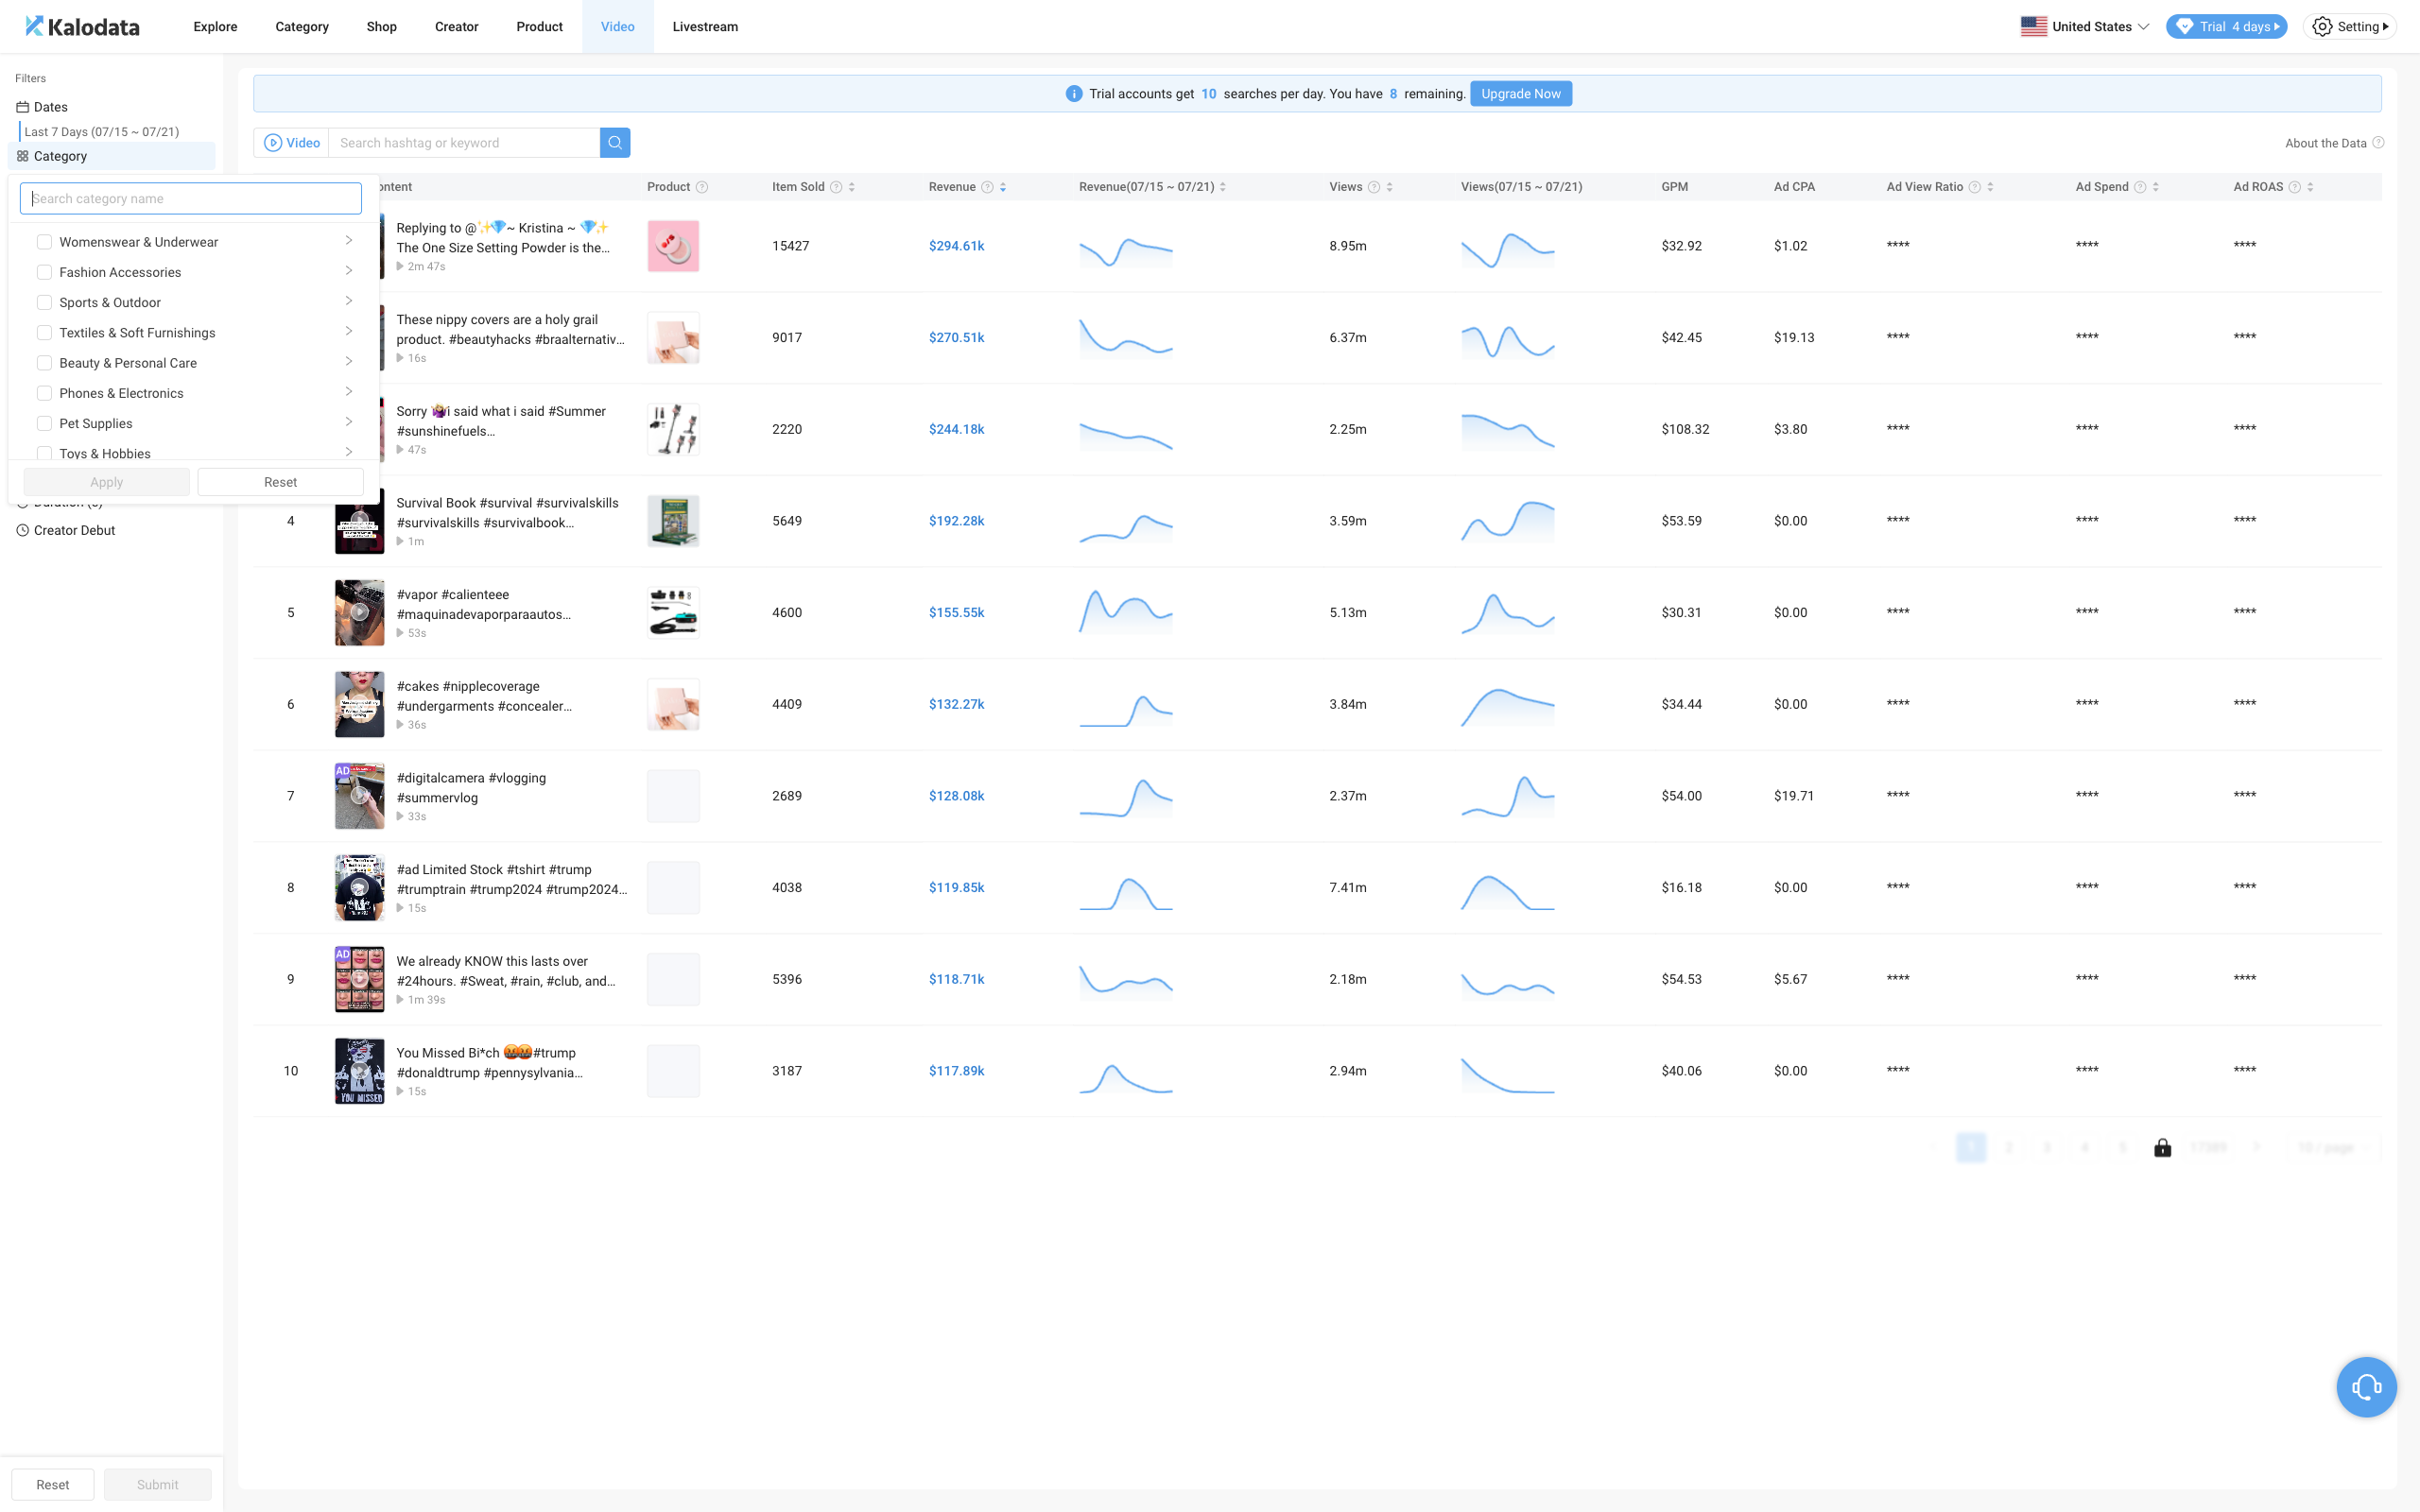 Kalodata
Explore
Category
Shop
Creator
Product
Video
Livestream
United States
Trial 4 days
Setting
Filters
Dates
Last 7 Days (07/15 ~ 07/21)
Category
Search category name
Womenswear & Underwear
Fashion Accessories
Sports & Outdoor
Textiles & Soft Furnishings
Beauty & Personal Care
Phones & Electronics
Pet Supplies
Toys & Hobbies
Apply
Reset
Creator Debut
Reset
Submit
Trial accounts get 10 searches per day. You have 8 remaining.
Upgrade Now
Video
Search hashtag or keyword
About the Data
Product
Item Sold
Revenue
Revenue(07/15 ~ 07/21)
Views
Views(07/15 ~ 07/21)
GPM
Ad CPA
Ad View Ratio
Ad Spend
Ad ROAS
Replying to @✨💎~ Kristina ~ 💎✨
The One Size Setting Powder is the...
2m 47s
15427
$294.61k
8.95m
$32.92
$1.02
****
****
****
These nippy covers are a holy grail
product. #beautyhacks #braalternativ...
16s
9017
$270.51k
6.37m
$42.45
$19.13
****
****
****
Sorry 🤷‍♀️i said what i said #Summer
#sunshinefuels...
47s
2220
$244.18k
2.25m
$108.32
$3.80
****
****
****
4
Survival Book #survival #survivalskills
#survivalskills #survivalbook...
1m
5649
$192.28k
3.59m
$53.59
$0.00
****
****
****
5
#vapor #calienteee
#maquinadevaporparaautos...
53s
4600
$155.55k
5.13m
$30.31
$0.00
****
****
****
6
#cakes #nipplecoverage
#undergarments #concealer...
36s
4409
$132.27k
3.84m
$34.44
$0.00
****
****
****
7
AD
#digitalcamera #vlogging
#summervlog
33s
2689
$128.08k
2.37m
$54.00
$19.71
****
****
****
8
#ad Limited Stock #tshirt #trump
#trumptrain #trump2024 #trump2024...
15s
4038
$119.85k
7.41m
$16.18
$0.00
****
****
****
9
AD
We already KNOW this lasts over
#24hours. #Sweat, #rain, #club, and...
1m 39s
5396
$118.71k
2.18m
$54.53
$5.67
****
****
****
10
YOU MISSED
You Missed Bi*ch 🤬🤬#trump
#donaldtrump #pennysylvania...
15s
3187
$117.89k
2.94m
$40.06
$0.00
****
****
****
1
2
3
4
5
10 / page